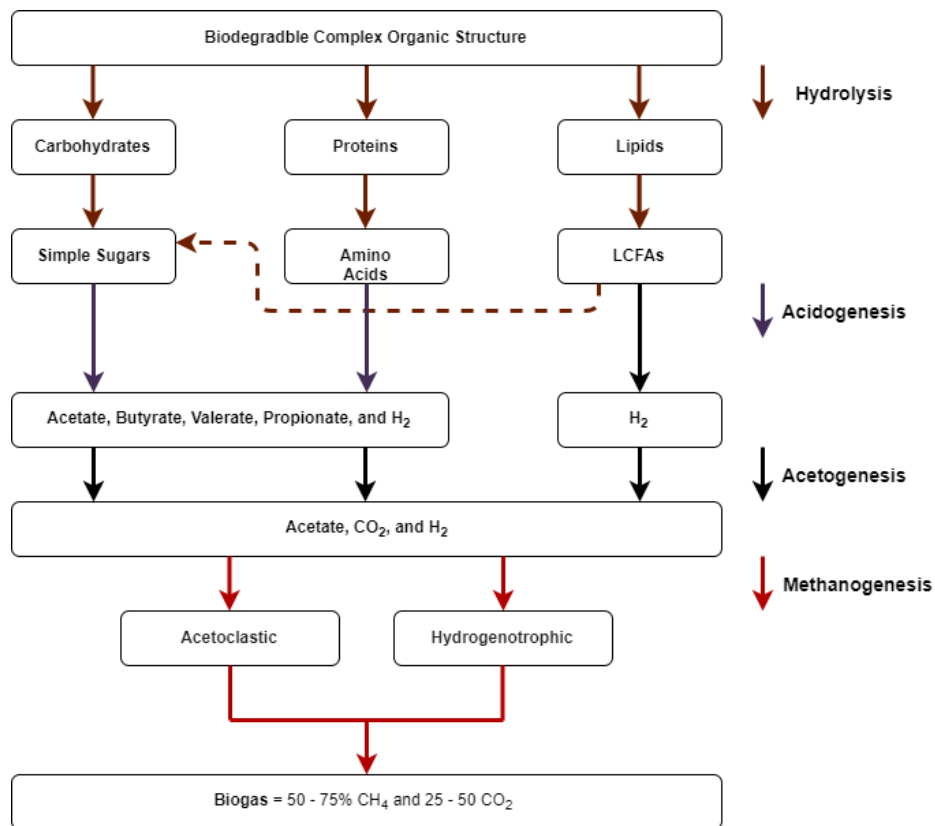 Biodegradble Complex Organic Structure
Hydrolysis
Carbohydrates
Proteins
Lipids
Simple Sugars
Amino
Acids
LCFAs
Acidogenesis
Acetate, Butyrate, Valerate, Propionate, and H₂
H₂
Acetogenesis
Acetate, CO₂, and H₂
Methanogenesis
Acetoclastic
Hydrogenotrophic
Biogas = 50 - 75% CH₄ and 25 - 50 CO₂